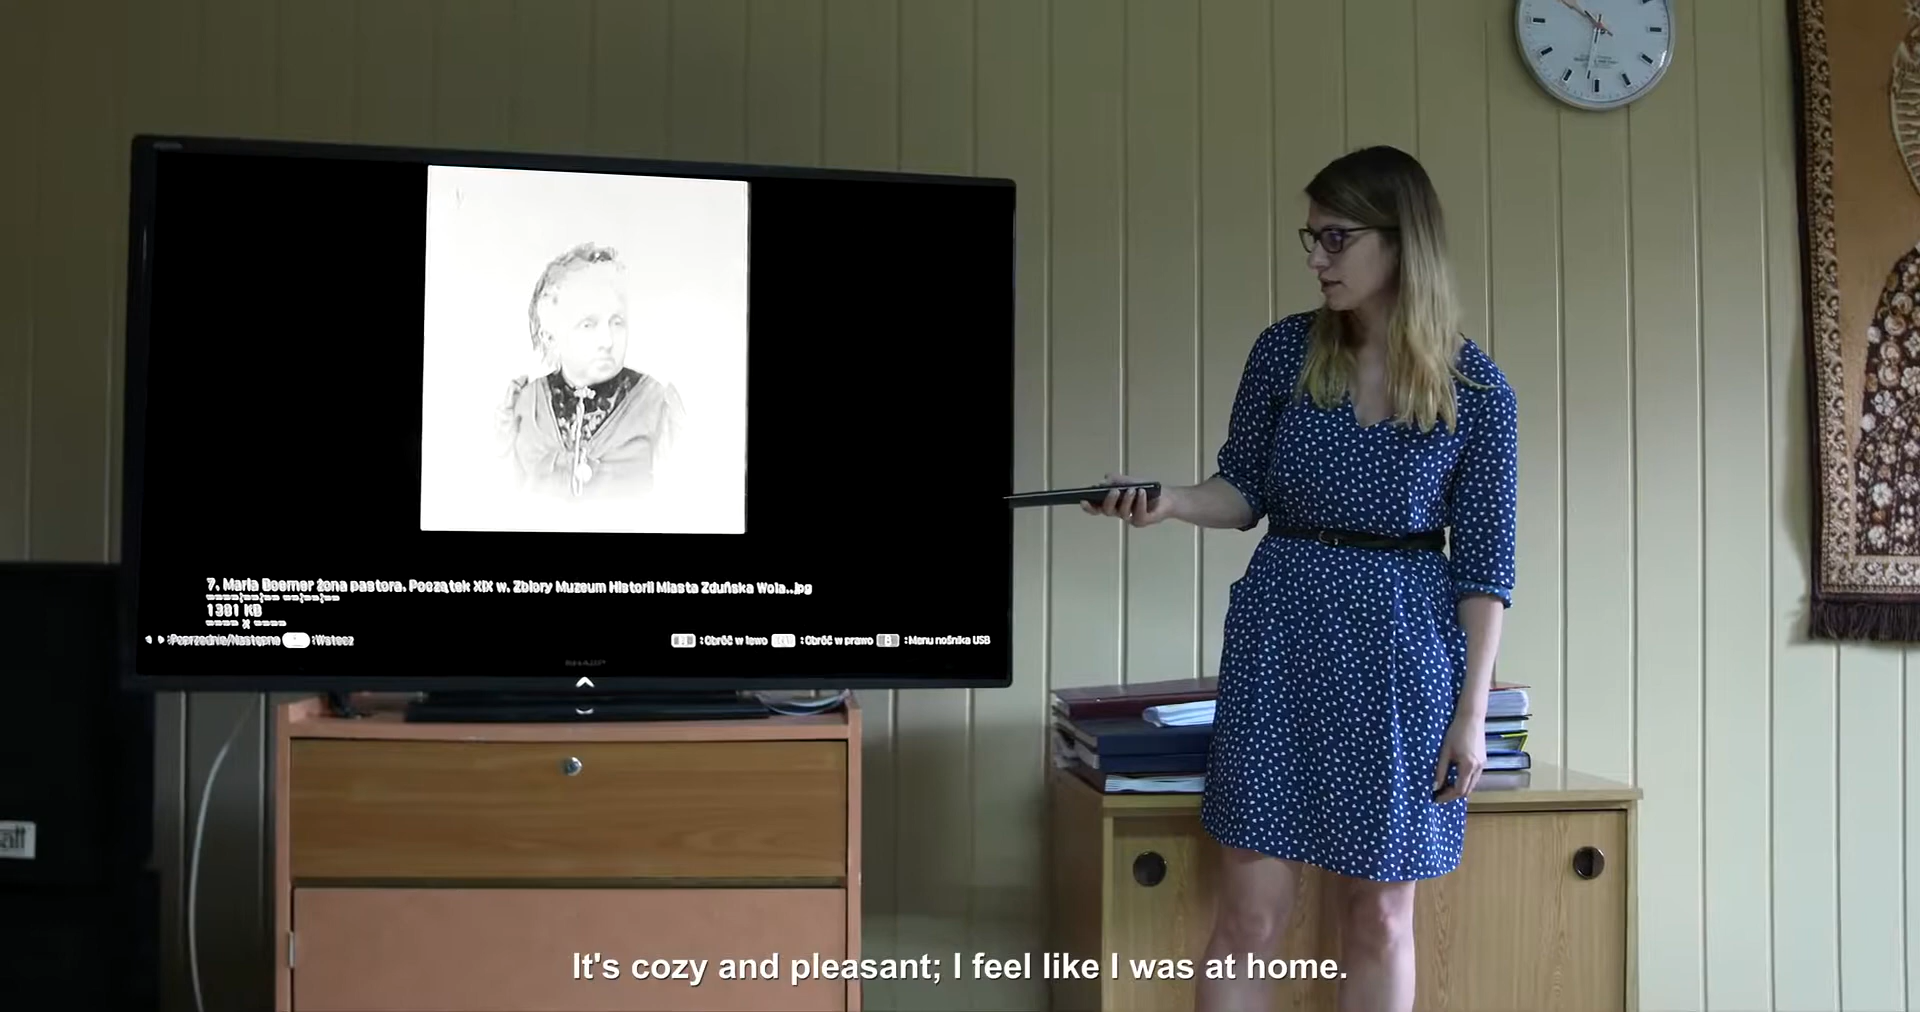 7. Maria Boerner żona pastora. Początek XIX w. Zbiory Muzeum Historii Miasta Zduńska Wola..jpg
----:--:-- --:--:--
1381 KB
---- x ----
:Poprzednie/Następne :Wstecz :Obróć w lewo :Obróć w prawo :Menu nośnika USB
SHARP
It's cozy and pleasant; I feel like I was at home.